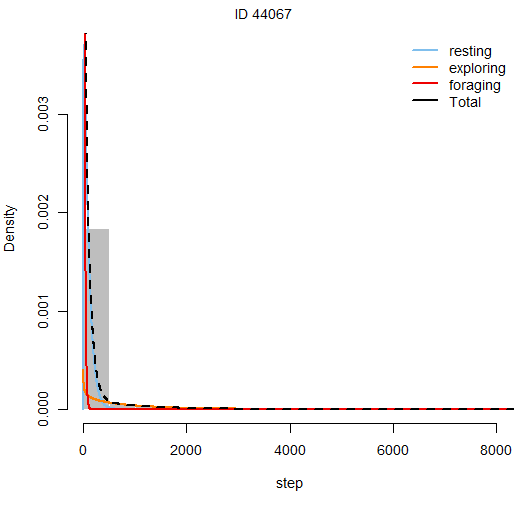 ID 44067
resting
exploring
foraging
Total
0.003
0.002
0.001
0.000
Density
0 2000 4000 6000 8000
step